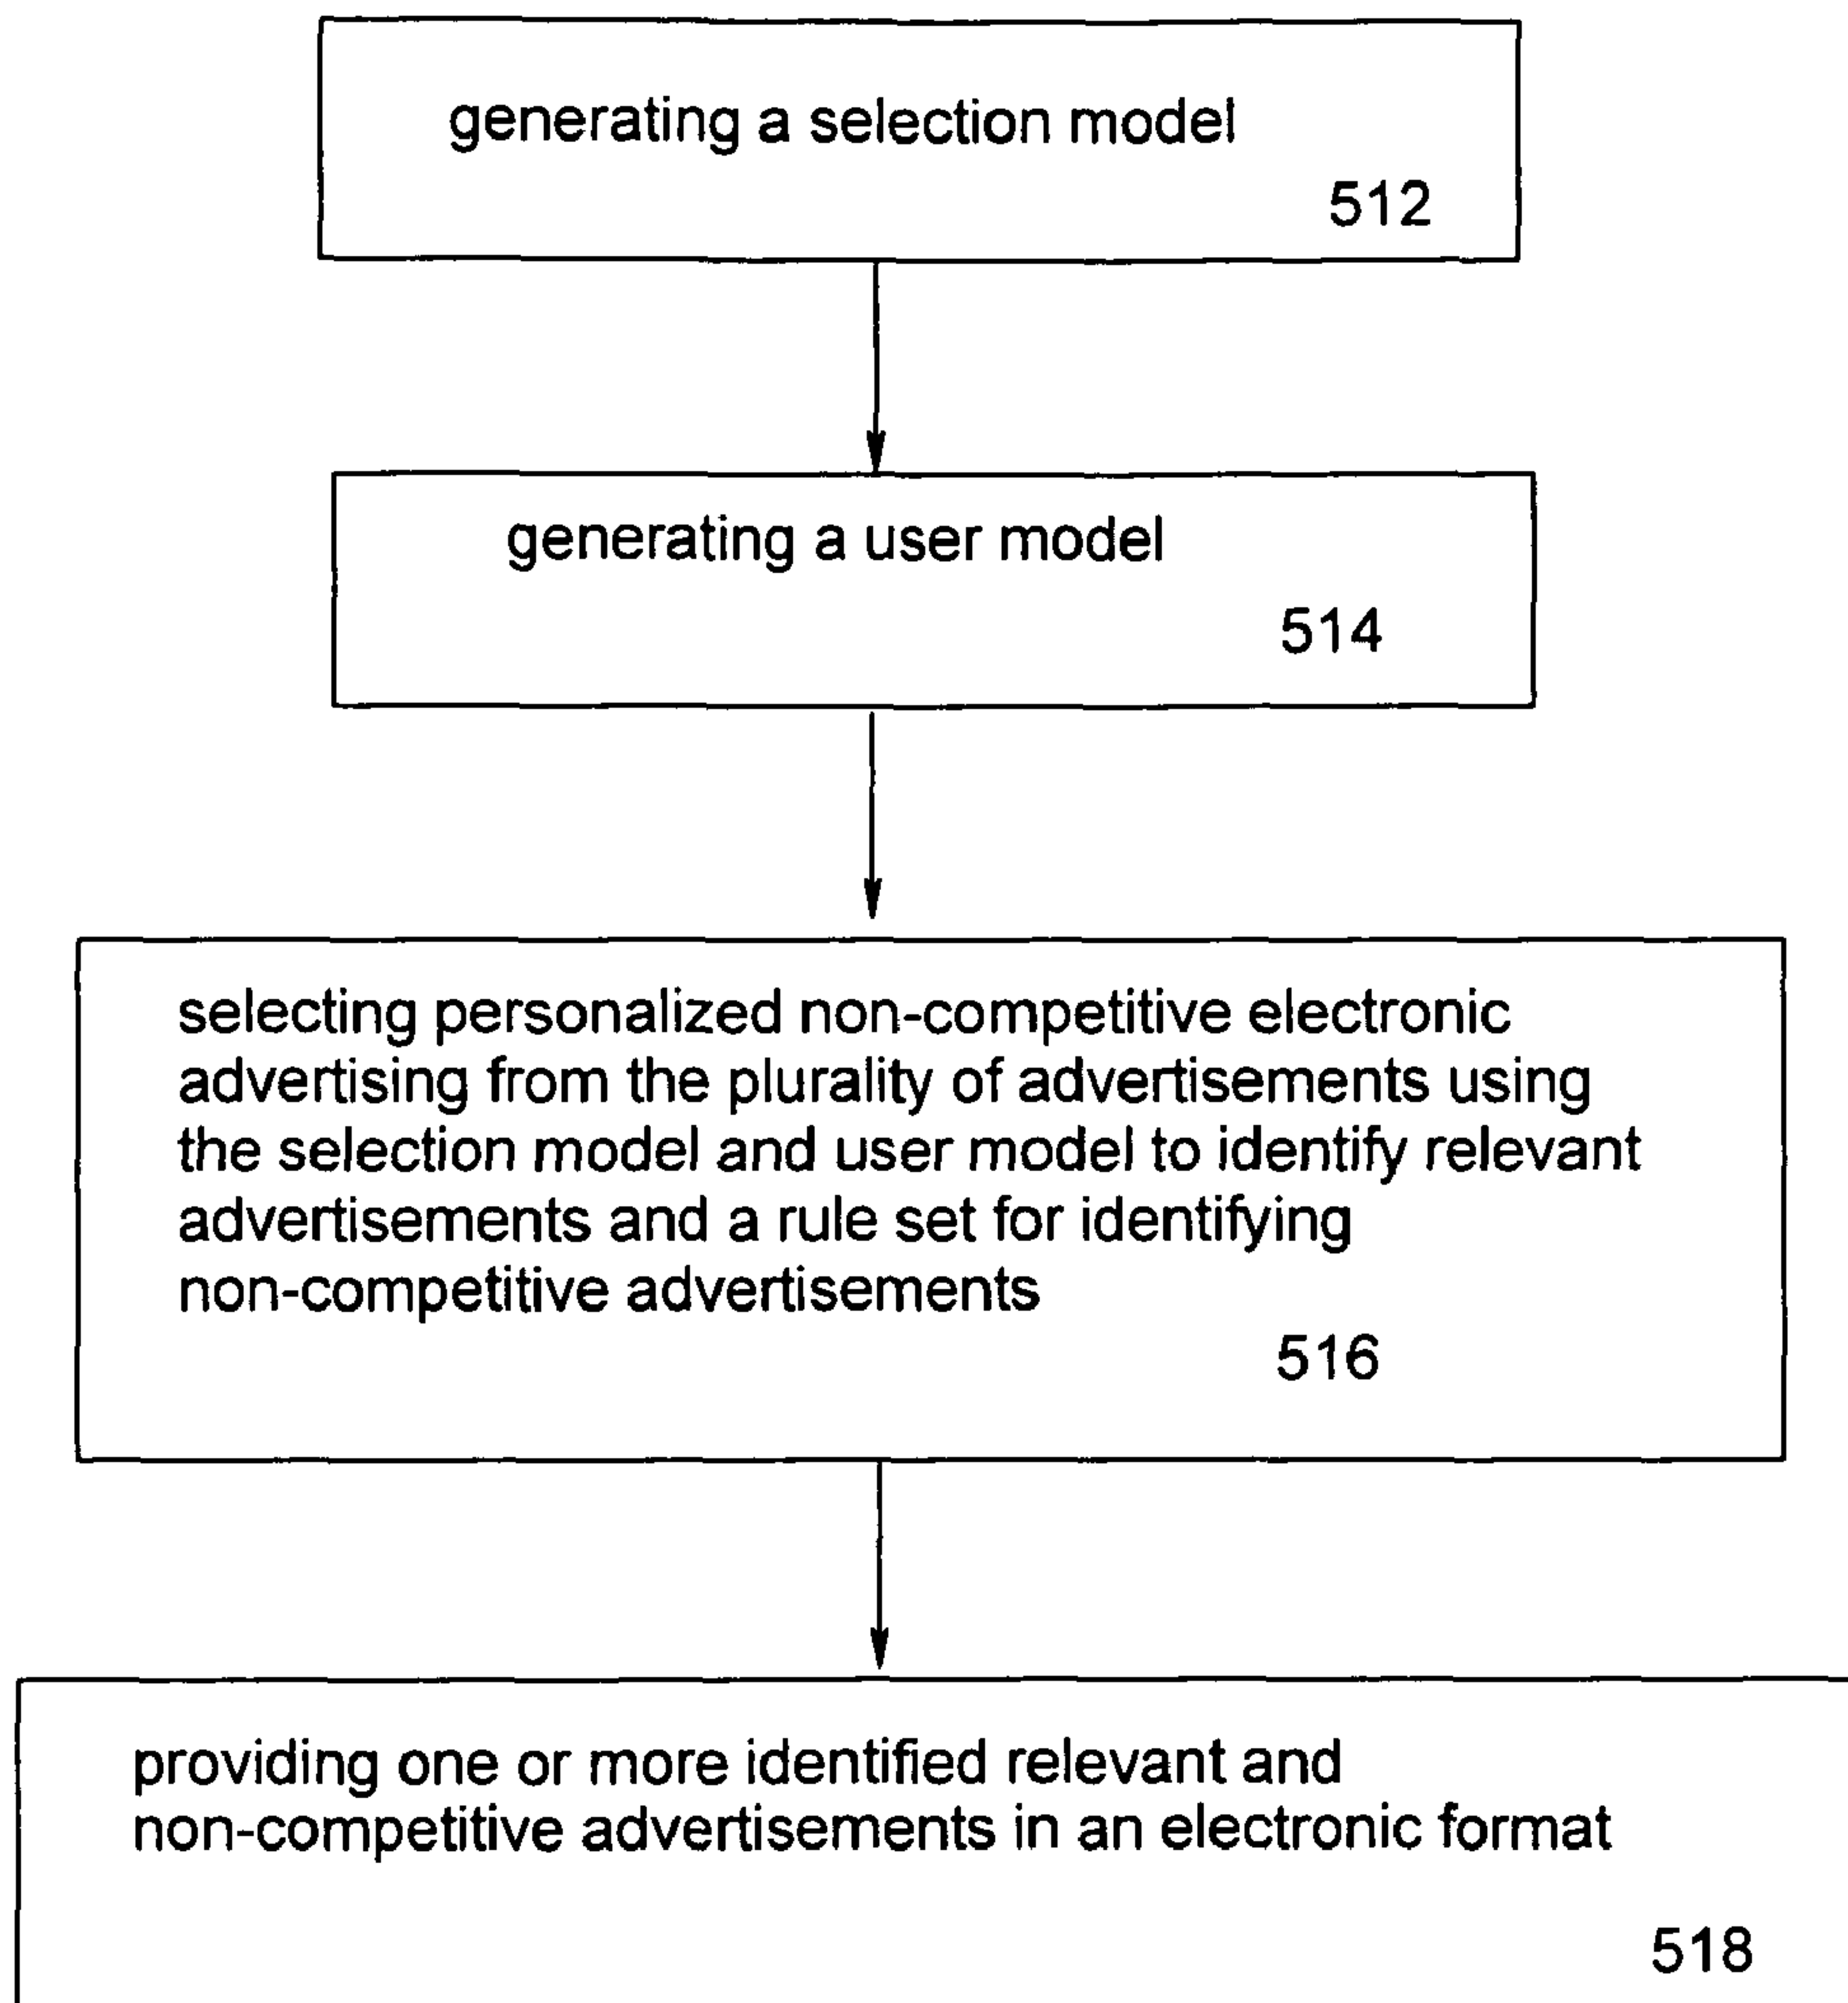 generating a selection model
512
generating a user model
514
selecting personalized non-competitive electronic
advertising from the plurality of advertisements using
the selection model and user model to identify relevant
advertisements and a rule set for identifying
non-competitive advertisements
516
providing one or more identified relevant and
non-competitive advertisements in an electronic format
518